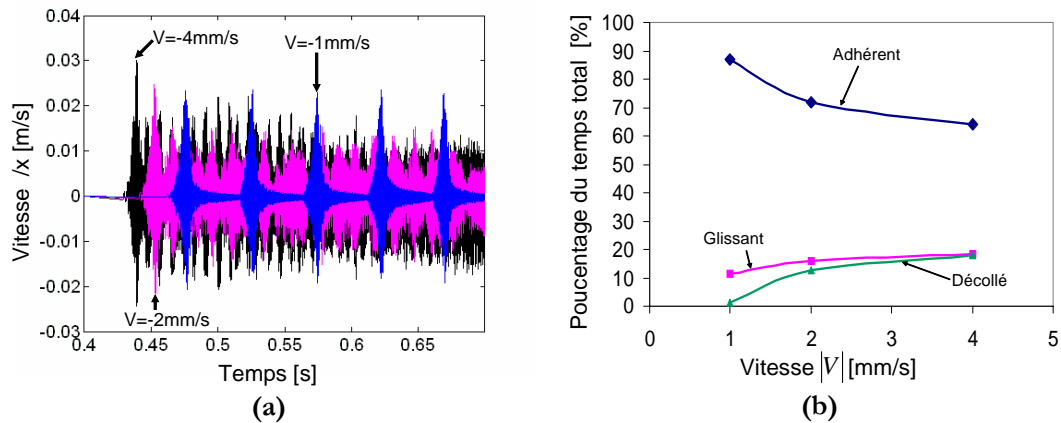 0.04
0.03
0.02
0.01
0
-0.01
-0.02
-0.03
0.4
0.45
0.5
0.55
0.6
0.65
Vitesse /x [m/s]
Temps [s]
V=-4mm/s
V=-1mm/s
V=-2mm/s
(a)
100
90
80
70
60
50
40
30
20
10
0
0
1
2
3
4
5
Poucentage du temps total [%]
Vitesse |V| [mm/s]
Adhérent
Glissant
Décollé
(b)